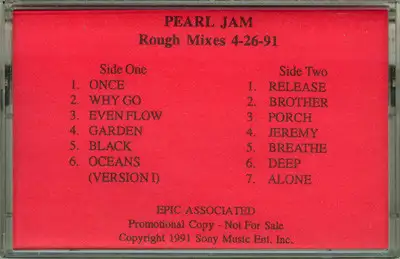 PEARL JAM
Rough Mixes 4-26-91
Side One
1. ONCE
2. WHY GO
3. EVEN FLOW
4. GARDEN
5. BLACK
6. OCEANS
(VERSION I)
Side Two
1. RELEASE
2. BROTHER
3 PORCH
4. JEREMY
5. BREATHE
6. DEEP
7. ALONE
EPIC ASSOCIATED
Promotional Copy - Not For Sale
Copyright 1991 Sony Music Ent. Inc.